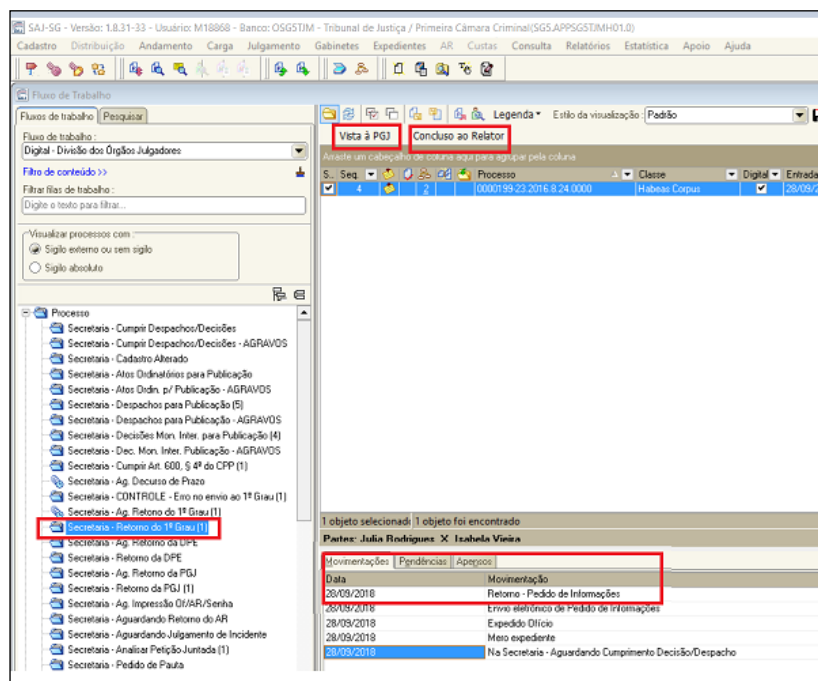 SAJ-SG - Versão: 1.8.31-33 - Usuário: M18868 - Banco: OSG5TJM - Tribunal de Justiça / Primeira Câmara Criminal(SG5.APPSG5TJMH01.0)
Cadastro Distribuição Andamento Carga Julgamento Gabinetes Expedientes AR Custas Consulta Relatórios Estatística Apoio Ajuda
Fluxo de Trabalho
Fluxos de trabalho Pesquisar
Fluxo de trabalho :
Digital - Divisão dos Órgãos Julgadores
Filtro de conteúdo >>
Filtrar filas de trabalho :
Digite o texto para filtrar...
Visualizar processos com :
Sigilo externo ou sem sigilo
Sigilo absoluto
Processo
Secretaria - Cumprir Despachos/Decisões
Secretaria - Cumprir Despachos/Decisões - AGRAVOS
Secretaria - Cadastro Alterado
Secretaria - Atos Ordinatórios para Publicação
Secretaria - Atos Ordin. p/ Publicação - AGRAVOS
Secretaria - Despachos para Publicação (5)
Secretaria - Despachos para Publicação - AGRAVOS
Secretaria - Decisões Mon. Inter. para Publicação (4)
Secretaria - Dec. Mon. Inter. Publicação - AGRAVOS
Secretaria - Cumprir Art. 600, § 4º do CPP (1)
Secretaria - Ag. Decurso de Prazo
Secretaria - CONTROLE - Erro no envio ao 1º Grau (1)
Secretaria - Ag. Retorno do 1º Grau (1)
Secretaria - Retorno do 1º Grau (1)
Secretaria - Ag. Retorno da DPE
Secretaria - Retorno da DPE
Secretaria - Ag. Retorno da PGJ
Secretaria - Retorno da PGJ (1)
Secretaria - Ag. Impressão Of/AR/Senha
Secretaria - Aguardando Retorno do AR
Secretaria - Aguardando Julgamento de Incidente
Secretaria - Analisar Petição Juntada (1)
Secretaria - Pedido de Pauta
Legenda Estilo da visualização : Padrão
Vista à PGJ Concluso ao Relator
Arraste um cabeçalho de coluna aqui para agrupar pela coluna
S.. Seq. Processo Classe Digital Entrada
4 2 0000199-23.2016.8.24.0000 Habeas Corpus 28/09/2
1 objeto selecionad 1 objeto foi encontrado
Partes: Julia Rodrigues X Isabela Vieira
Movimentações Pendências Apensos
Data Movimentação
28/09/2018 Retorno - Pedido de Informações
28/09/2018 Envio eletrônico de Pedido de Informações
28/09/2018 Expedido Ofício
28/09/2018 Mero expediente
28/09/2018 Na Secretaria - Aguardando Cumprimento Decisão/Despacho